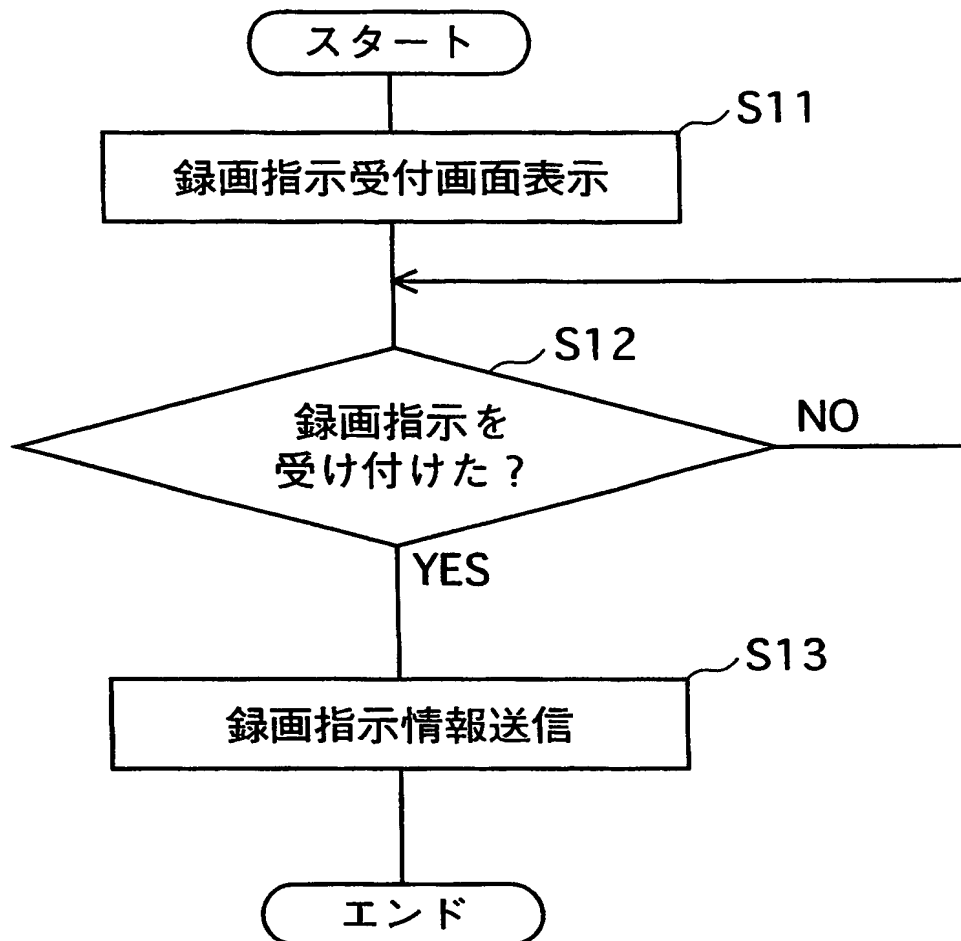 スタート
S11
録画指示受付画面表示
S12
録画指示を
受け付けた？
NO
YES
S13
録画指示情報送信
エンド